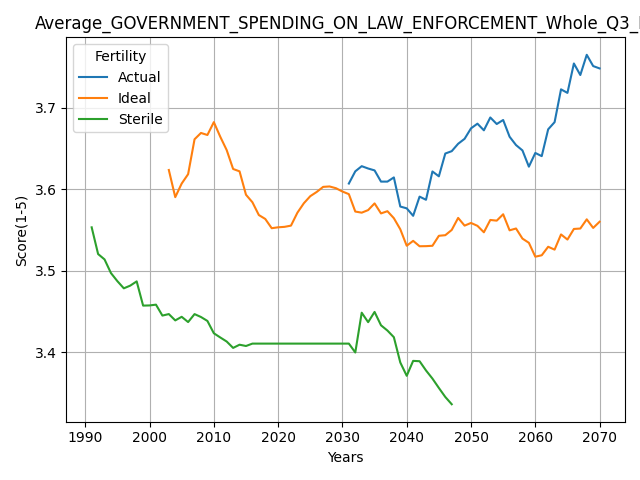 Average_GOVERNMENT_SPENDING_ON_LAW_ENFORCEMENT_Whole_Q3_
Fertility
Actual
Ideal
Sterile
Score(1-5)
3.7
3.6
3.5
3.4
1990 2000 2010 2020 2030 2040 2050 2060 2070
Years